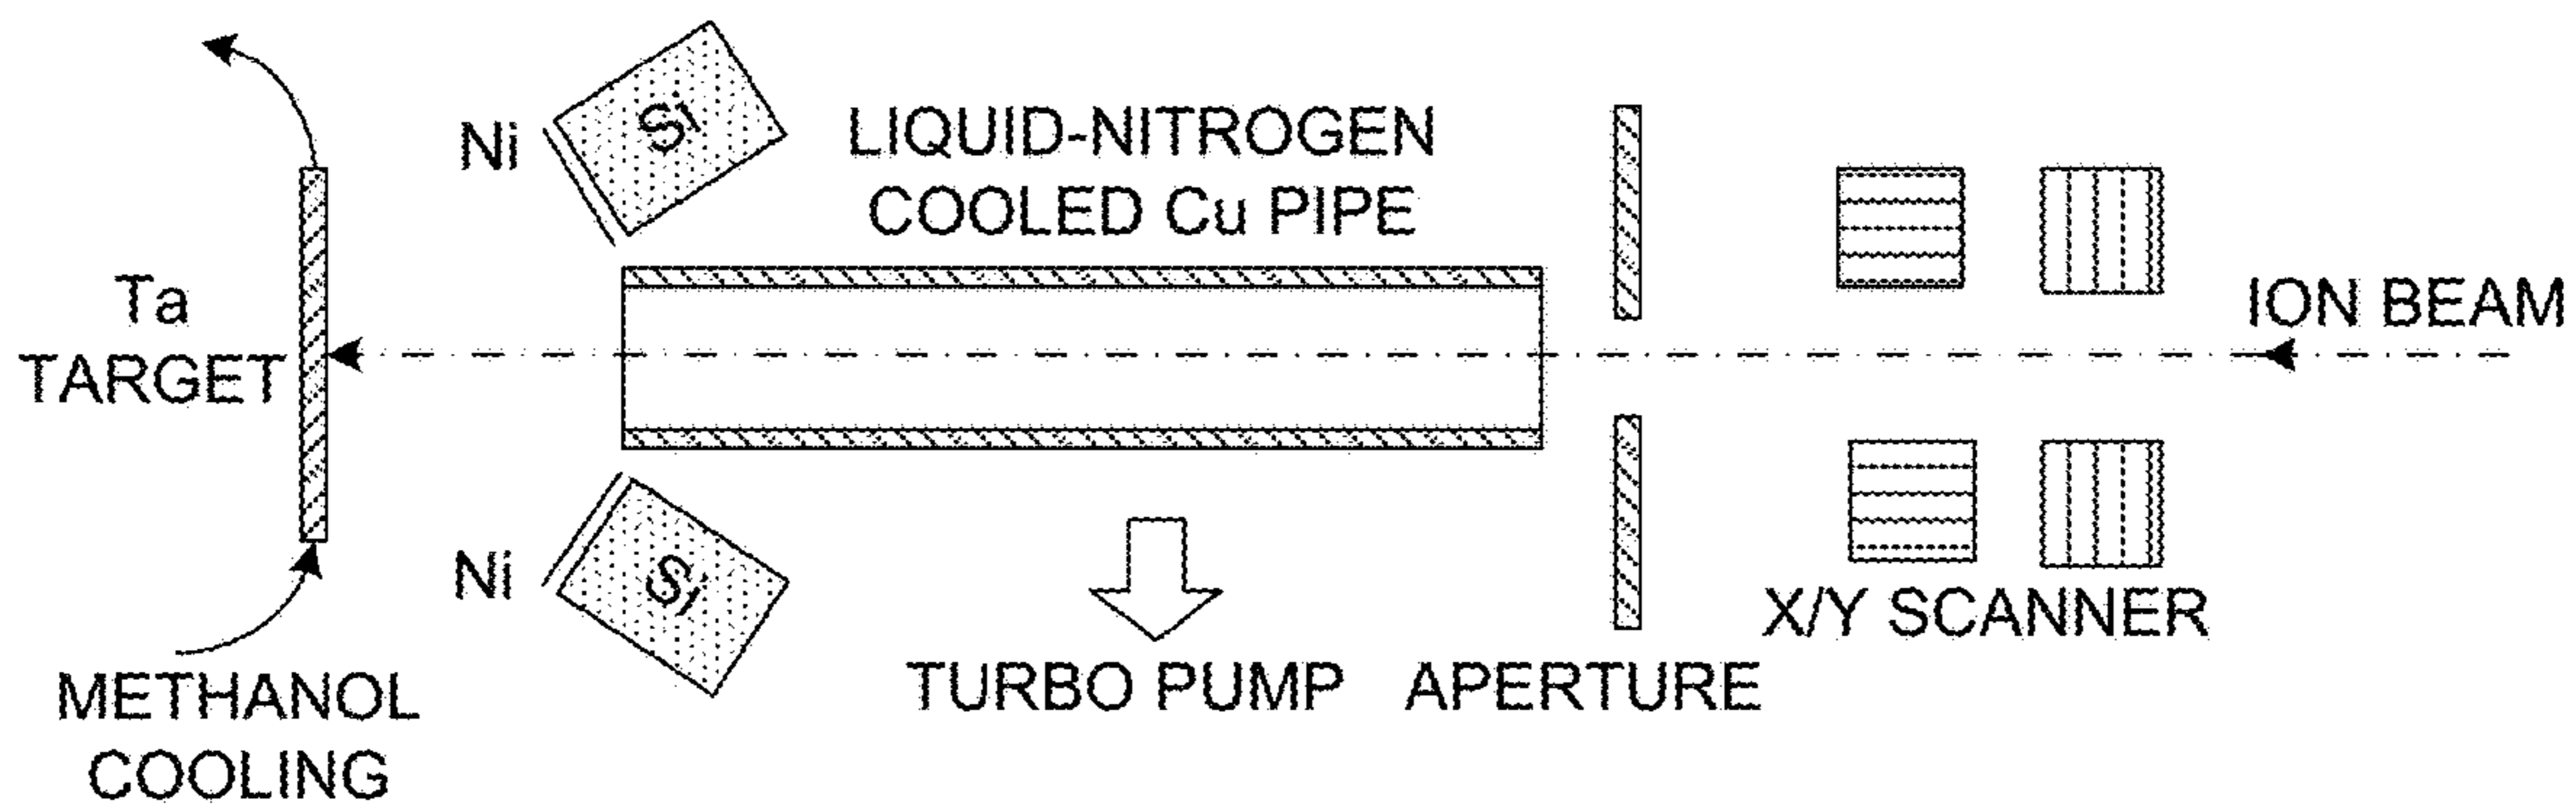 Ni
Si
LIQUID-NITROGEN
COOLED Cu PIPE
Ta
TARGET
ION BEAM
Ni
Si
X/Y SCANNER
TURBO PUMP
APERTURE
METHANOL
COOLING